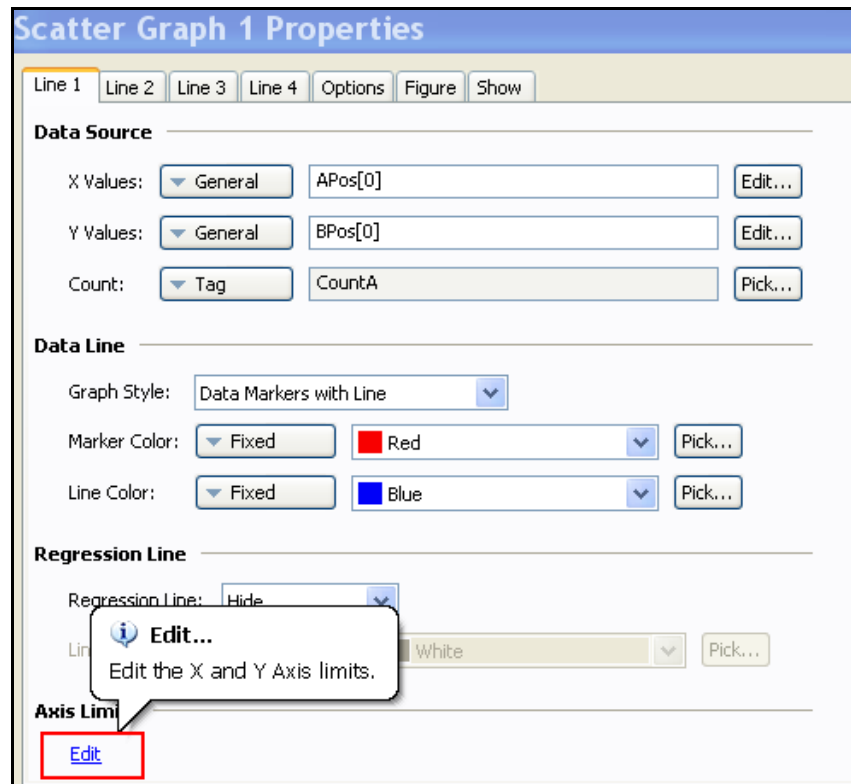 Scatter Graph 1 Properties
Line 1 Line 2 Line 3 Line 4 Options Figure Show
Data Source
X Values: General APos[0] Edit...
Y Values: General BPos[0] Edit...
Count: Tag CountA Pick...
Data Line
Graph Style: Data Markers with Line
Marker Color: Fixed Red Pick...
Line Color: Fixed Blue Pick...
Regression Line
Regression Line: Hide
Edit...
White Pick...
Edit the X and Y Axis limits.
Axis
Edit